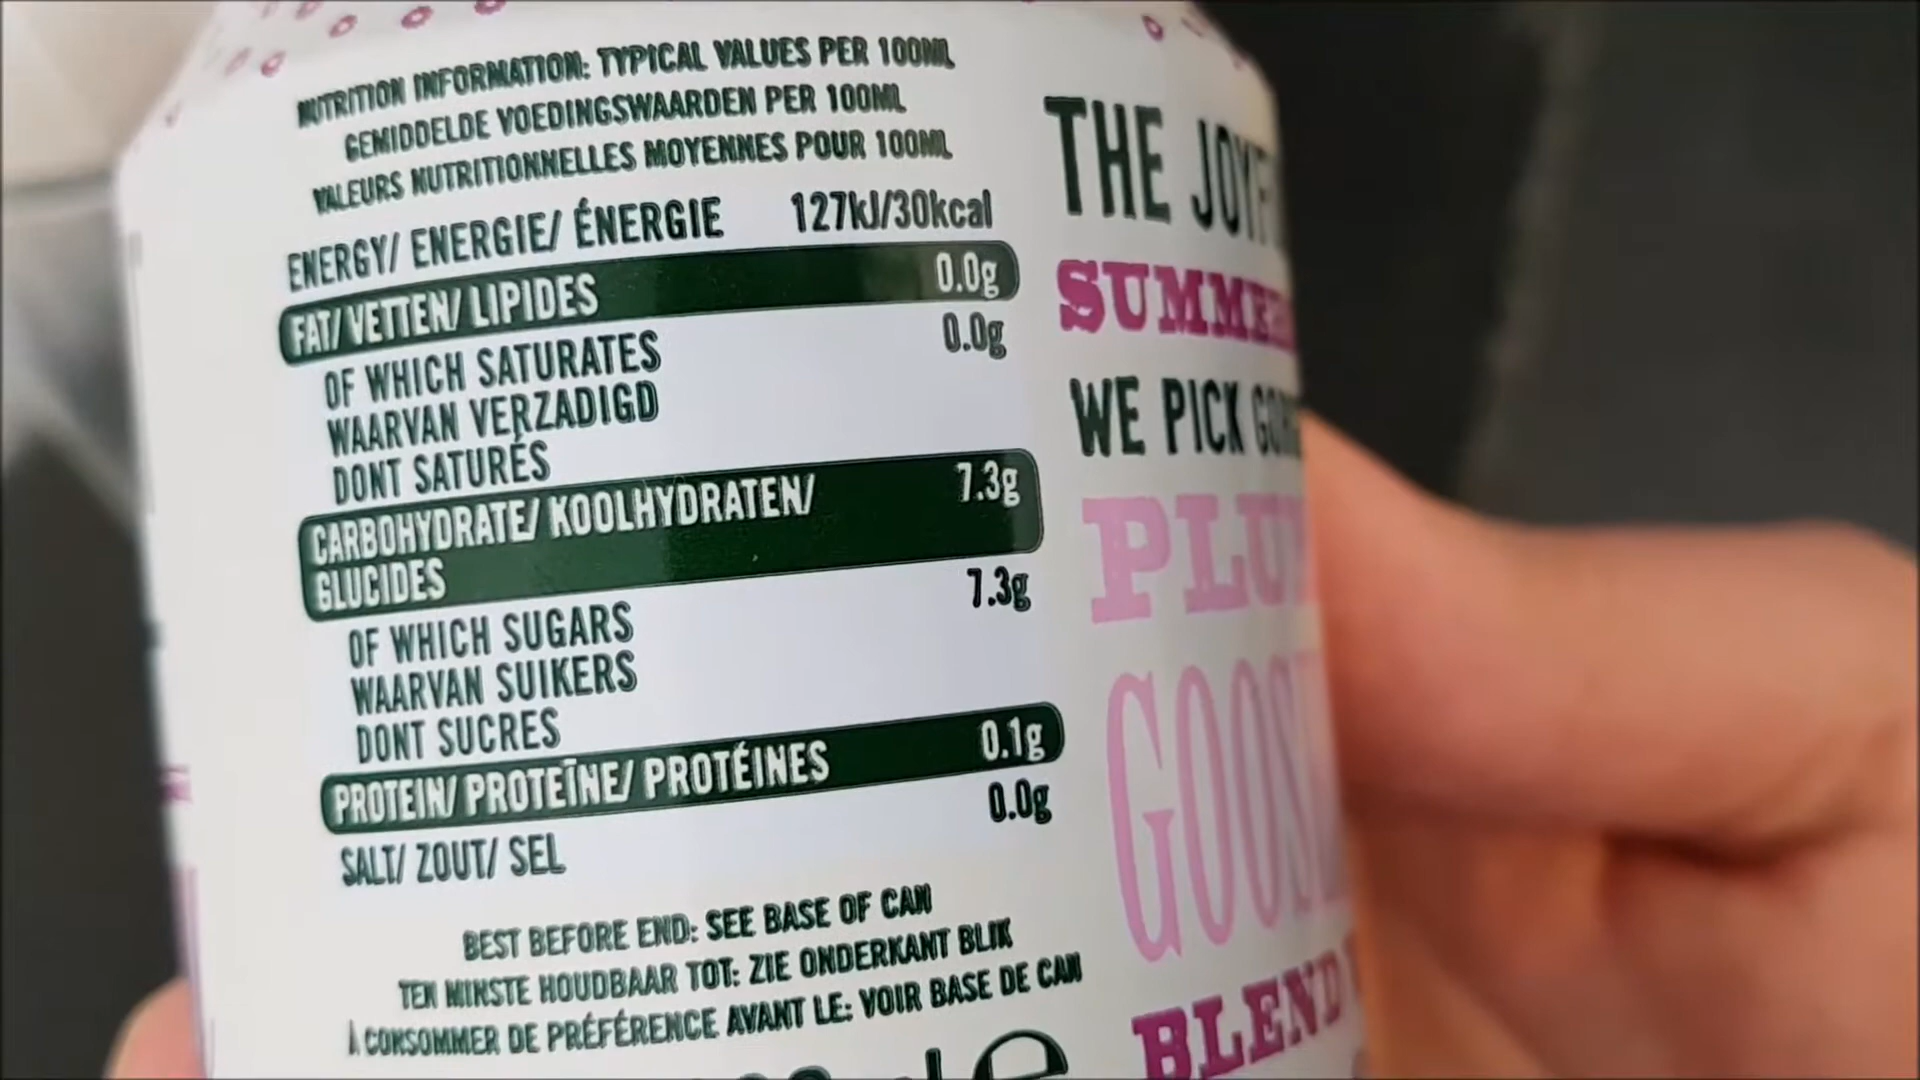 NUTRITION INFORMATION: TYPICAL VALUES PER 100ML
GEMIDDELDE VOEDINGSWAARDEN PER 100ML
VALEURS NUTRITIONNELLES MOYENNES POUR 100ML
ENERGY/ ENERGIE/ ÉNERGIE 127kJ/30kcal
FAT/ VETTEN/ LIPIDES 0.0g
OF WHICH SATURATES 0.0g
WAARVAN VERZADIGD
DONT SATURÉS
CARBOHYDRATE/ KOOLHYDRATEN/ 7.3g
GLUCIDES
OF WHICH SUGARS 7.3g
WAARVAN SUIKERS
DONT SUCRES
PROTEIN/ PROTEÏNE/ PROTÉINES 0.1g
SALT/ ZOUT/ SEL 0.0g
BEST BEFORE END: SEE BASE OF CAN
TEN MINSTE HOUDBAAR TOT: ZIE ONDERKANT BLIK
À CONSOMMER DE PRÉFÉRENCE AVANT LE: VOIR BASE DE CAN
THE
SUMME
WE PICK
PLU
GOOS
BLEND